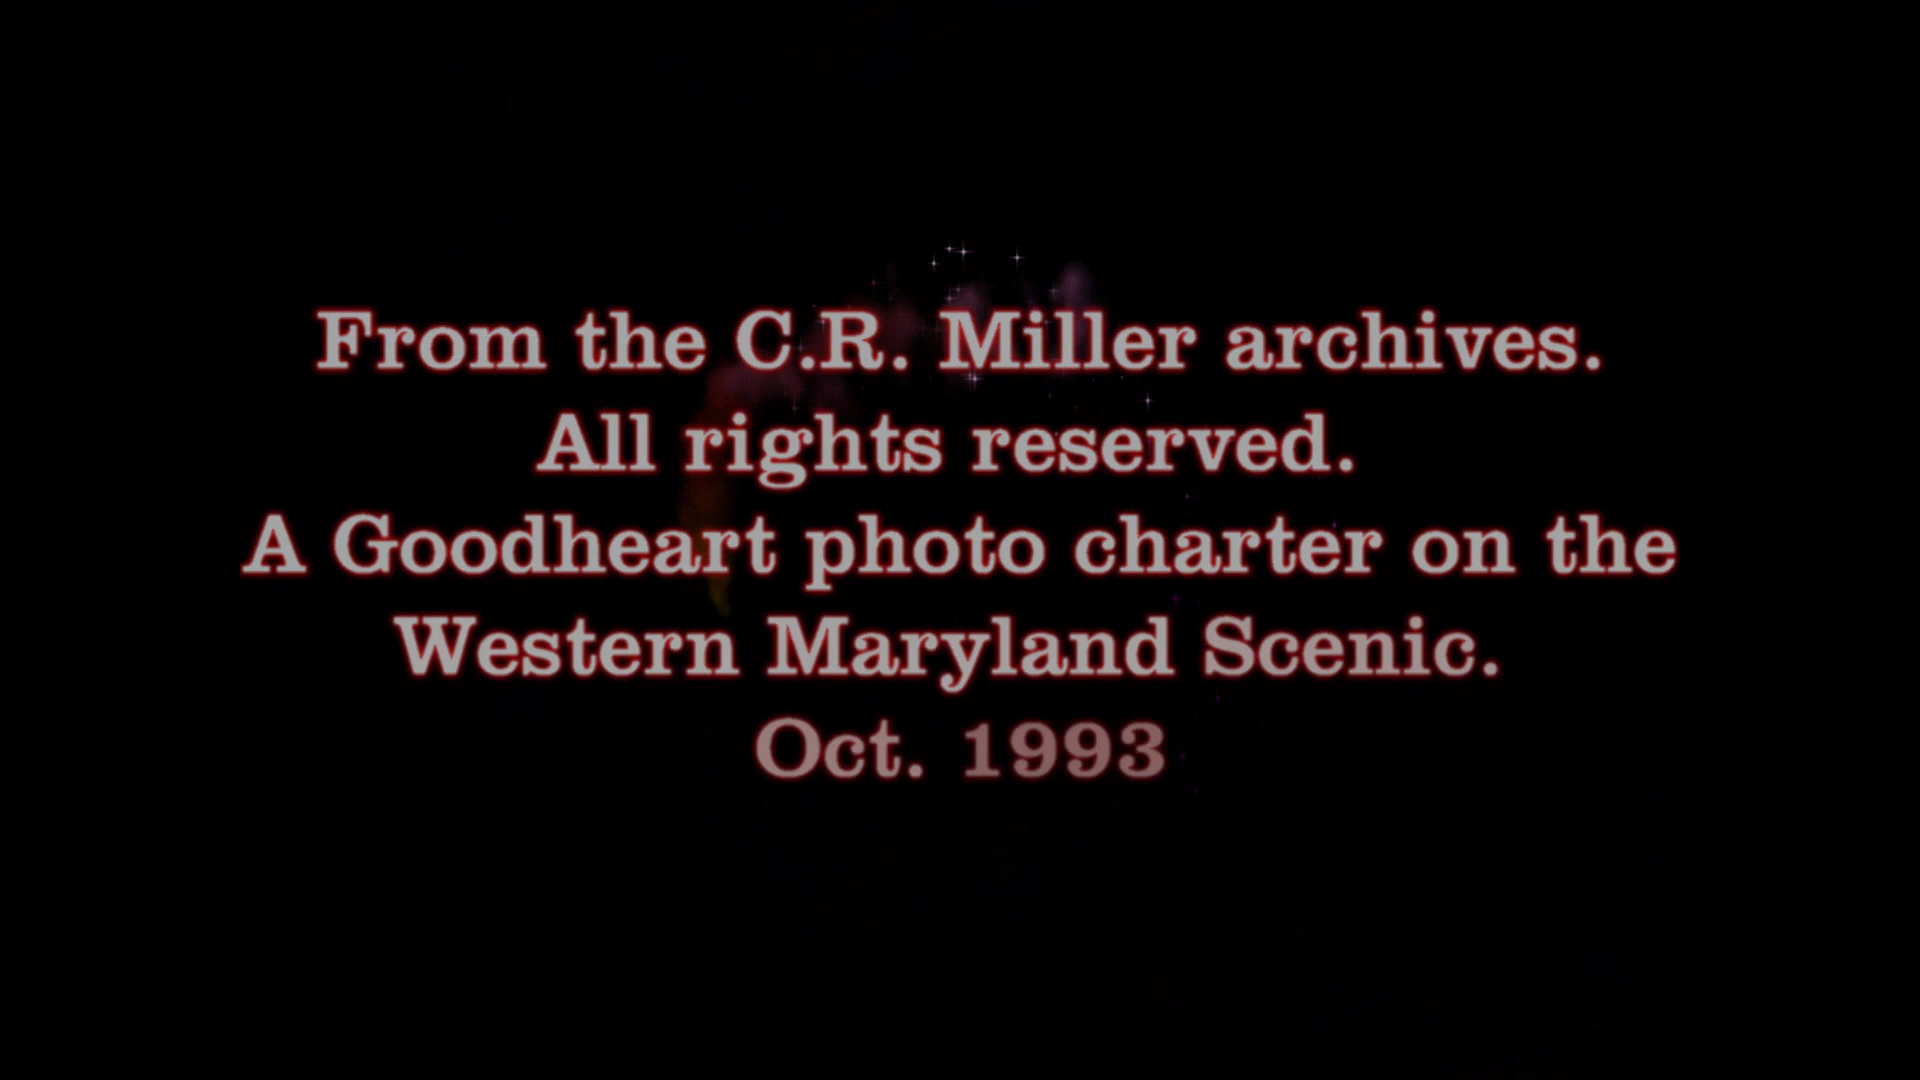 From the C.R. Miller archives.
All rights reserved.
A Goodheart photo charter on the
Western Maryland Scenic.
Oct. 1993